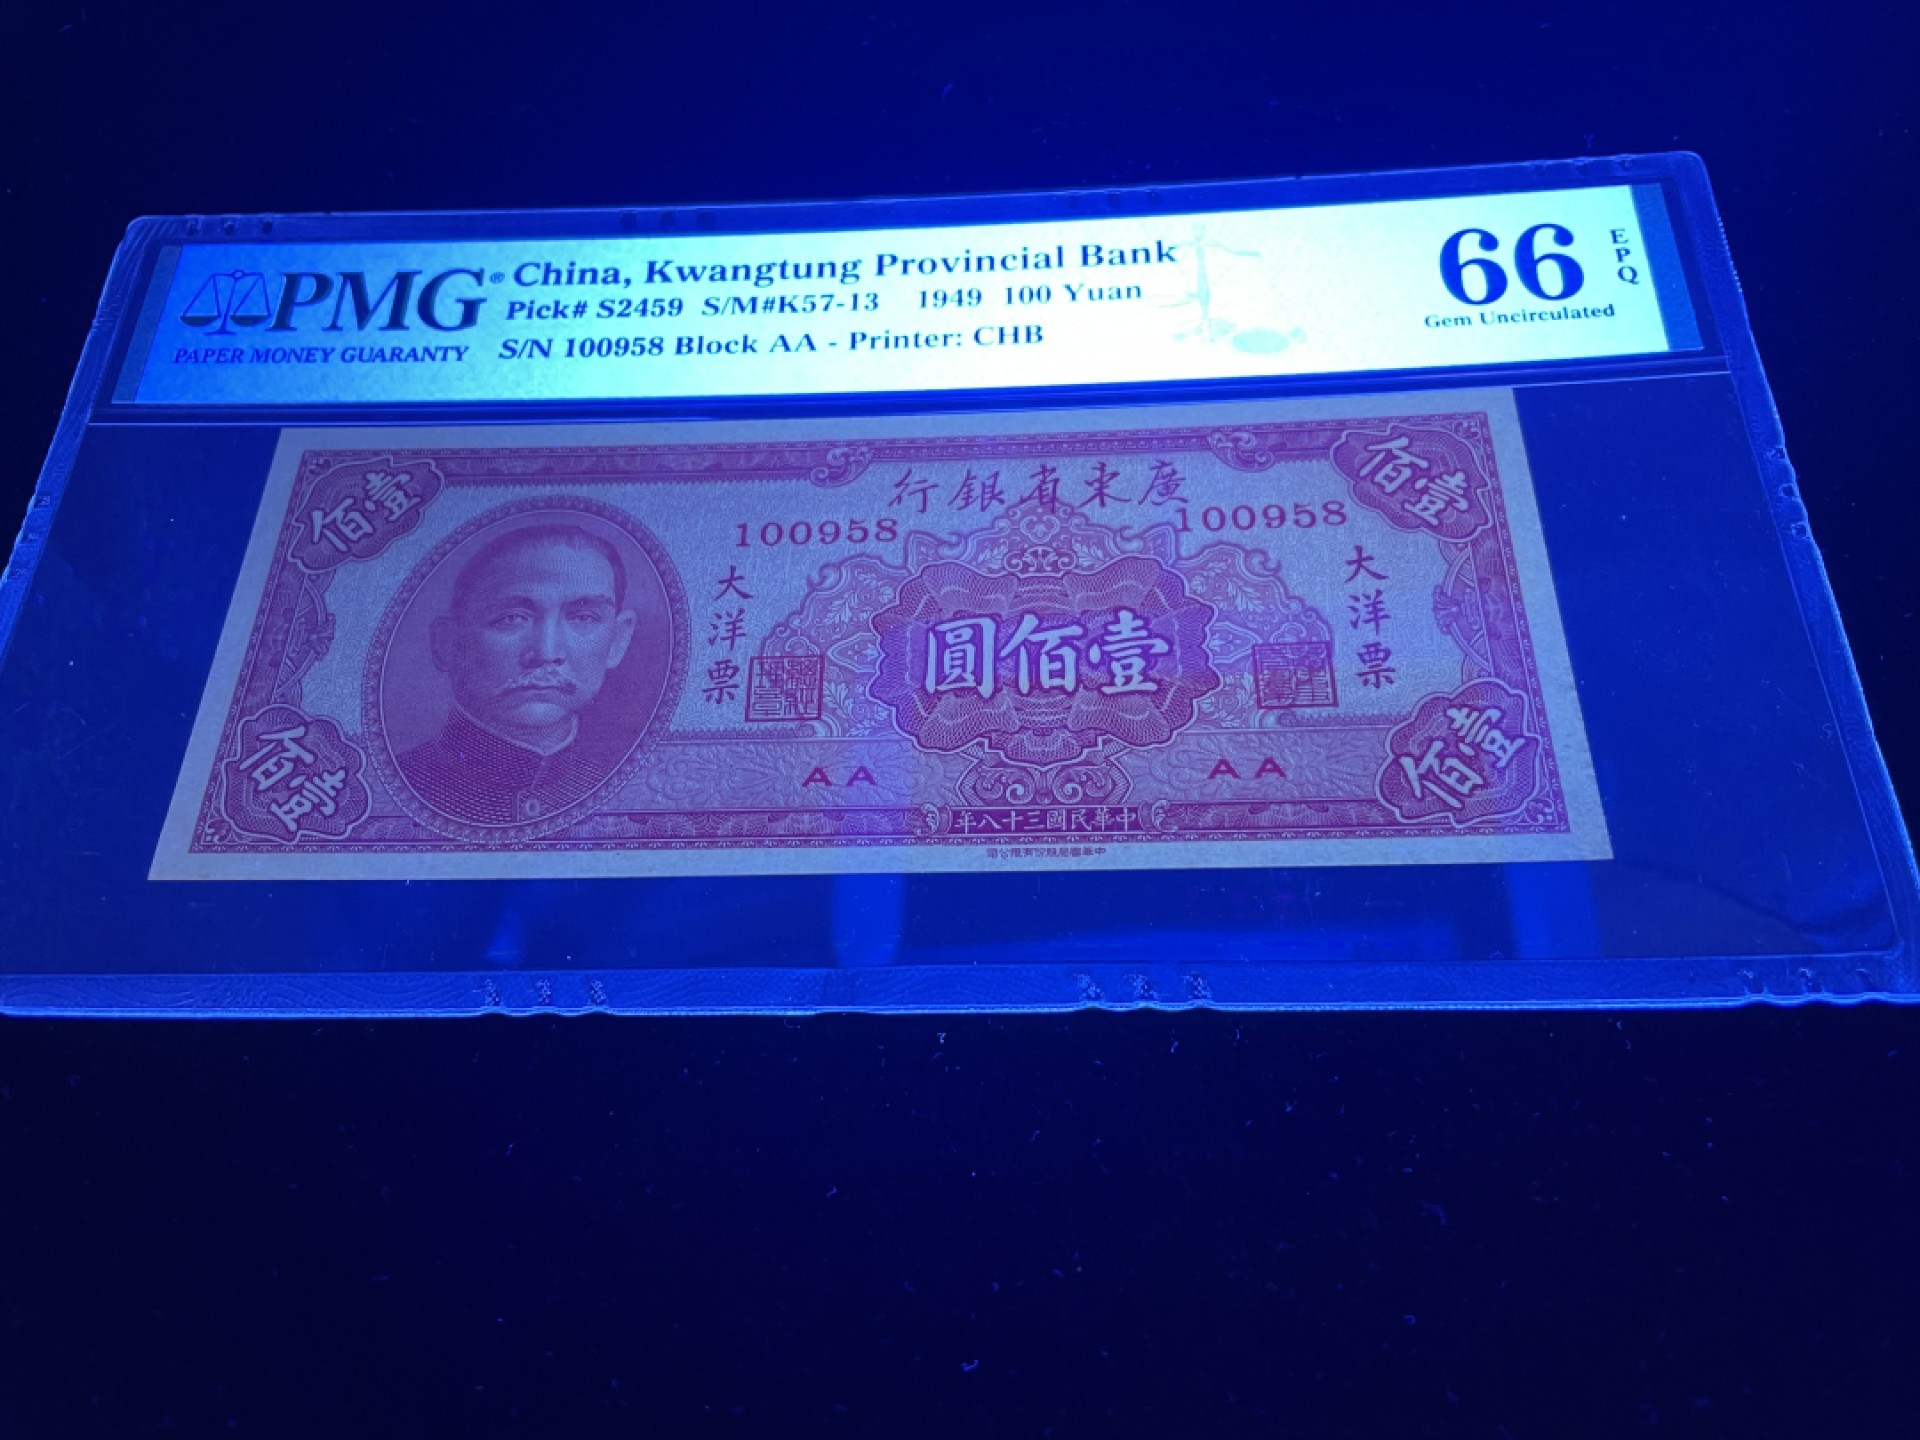 PMG®
PAPER MONEY GUARANTY
China, Kwangtung Provincial Bank
Pick# S2459 S/M#K57-13 1949 100 Yuan
S/N 100958 Block AA - Printer: CHB
66
EPQ
Gem Uncirculated
行銀省東廣
佰壹
佰壹
100958
100958
大洋票
大洋票
圓佰壹
AA
AA
佰壹
佰壹
年八十三國民華中